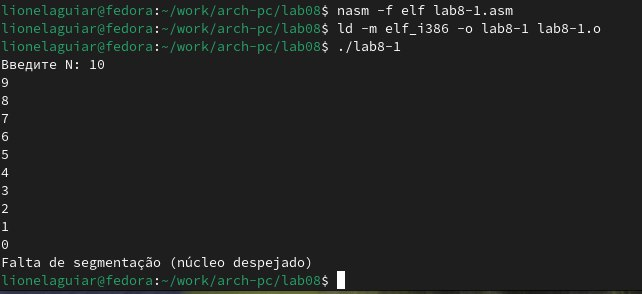 lionelaguiar@fedora:~/work/arch-pc/lab08$ nasm -f elf lab8-1.asm
lionelaguiar@fedora:~/work/arch-pc/lab08$ ld -m elf_i386 -o lab8-1 lab8-1.o
lionelaguiar@fedora:~/work/arch-pc/lab08$ ./lab8-1
Введите N: 10
9
8
7
6
5
4
3
2
1
0
Falta de segmentação (núcleo despejado)
lionelaguiar@fedora:~/work/arch-pc/lab08$